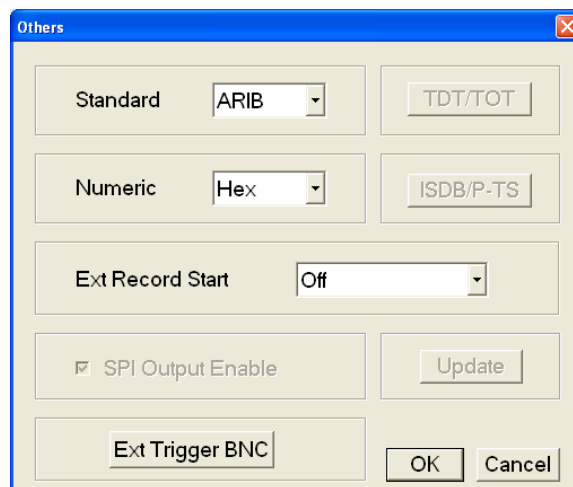 Others
Standard ARIB TDT/TOT
Numeric Hex ISDB/P-TS
Ext Record Start Off
SPI Output Enable Update
Ext Trigger BNC OK Cancel